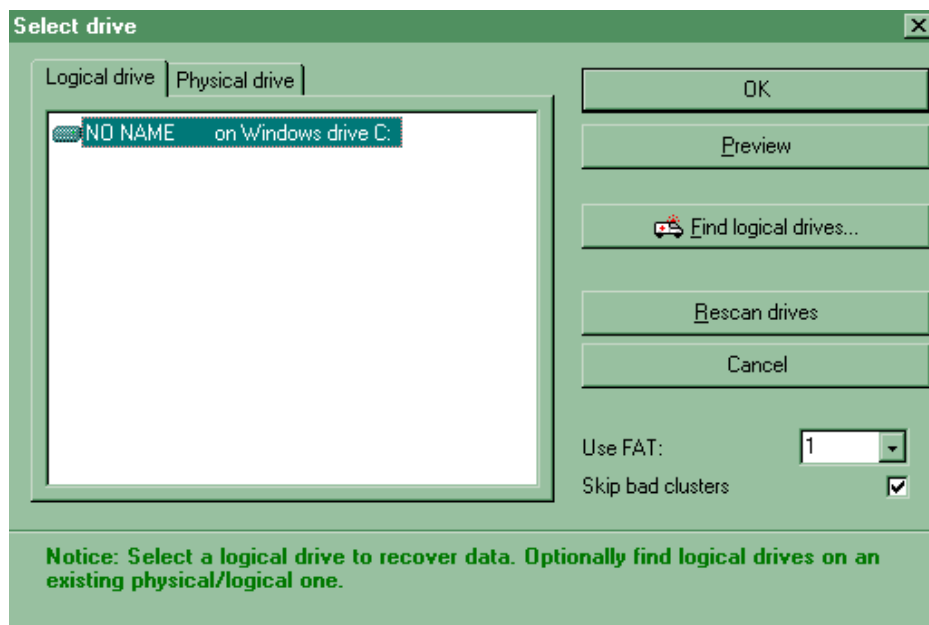 Select drive
Logical drive Physical drive
NO NAME on Windows drive C:
OK
Preview
Find logical drives...
Rescan drives
Cancel
Use FAT: 1
Skip bad clusters
Notice: Select a logical drive to recover data. Optionally find logical drives on an
existing physical/logical one.